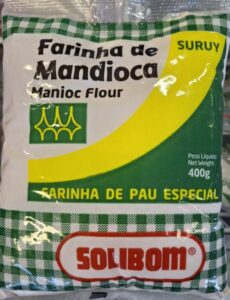 Farinha de
SURUY
Mandioca
Manioc Flour
Peso Líquido
Net Weight:
400g
FARINHA DE PAU ESPECIAL
SOLIBOM®